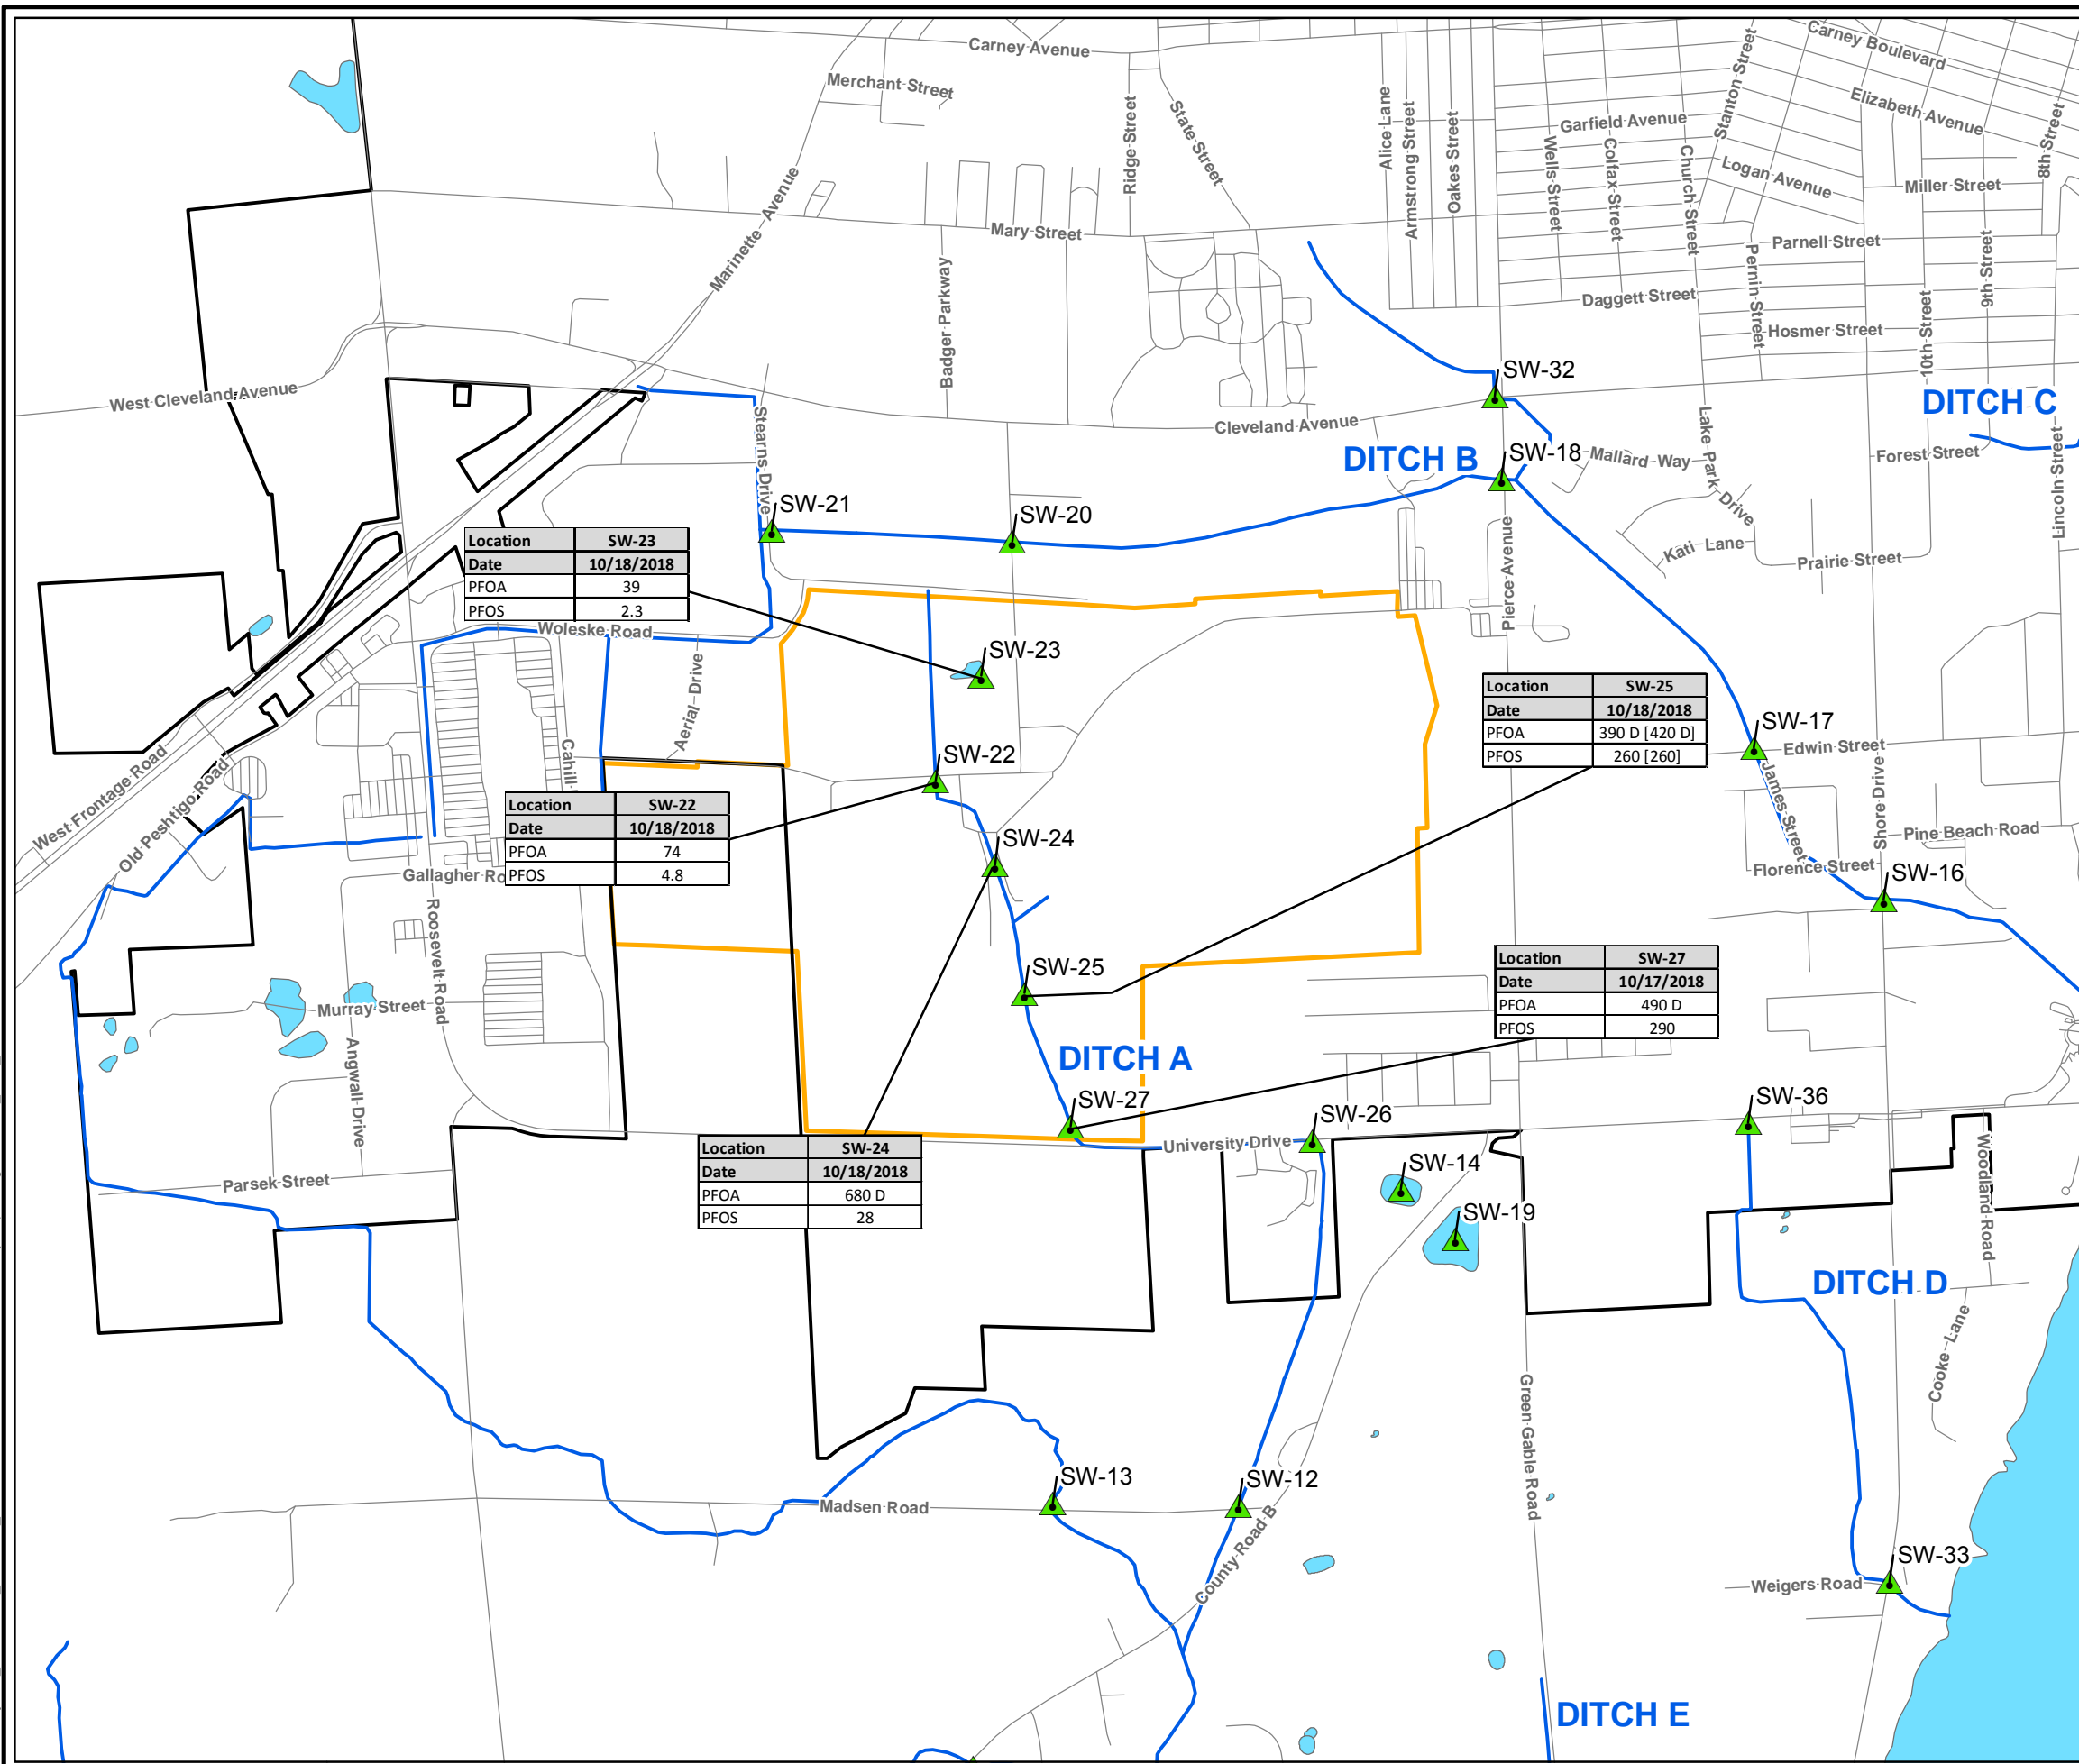 Carney Avenue
Carney Boulevard
Merchant Street
Elizabeth Avenue
Stanton Street
Garfield Avenue
Alice Lane
Armstrong Street
Oakes Street
Ridge Street
State Street
Wells Street
Colfax Street
Church Street
Logan Avenue
8th Street
Miller Street
Marinette Avenue
Mary Street
Parnell Street
Pernin Street
9th Street
Daggett Street
Hosmer Street
10th Street
Badger Parkway
West Cleveland Avenue
SW-32
DITCH C
Cleveland Avenue
Stearns Drive
DITCH B
SW-18
Mallard Way
Lake Park Drive
Forest Street
Lincoln Street
SW-21
SW-20
Location SW-23
Date 10/18/2018
PFOA 39
PFOS 2.3
Kati Lane
Prairie Street
Pierce Avenue
Woleske Road
SW-23
Aerial Drive
Location SW-25
Date 10/18/2018
PFOA 390 D [420 D]
PFOS 260 [260]
SW-17
Edwin Street
James Street
Shore Drive
SW-22
Cahill
West Frontage Road
Old Peshtigo Road
Location SW-22
Date 10/18/2018
PFOA 74
PFOS 4.8
SW-24
Pine Beach Road
Florence Street
SW-16
Gallagher Ro
Roosevelt Road
SW-25
Location SW-27
Date 10/17/2018
PFOA 490 D
PFOS 290
Murray Street
Angwall Drive
DITCH A
SW-27
SW-26
SW-36
University Drive
Location SW-24
Date 10/18/2018
PFOA 680 D
PFOS 28
Parsek Street
SW-14
SW-19
Woodland Road
DITCH D
Cooke Lane
Green Gable Road
SW-13
SW-12
Madsen Road
County Road B
SW-33
Weigers Road
DITCH E